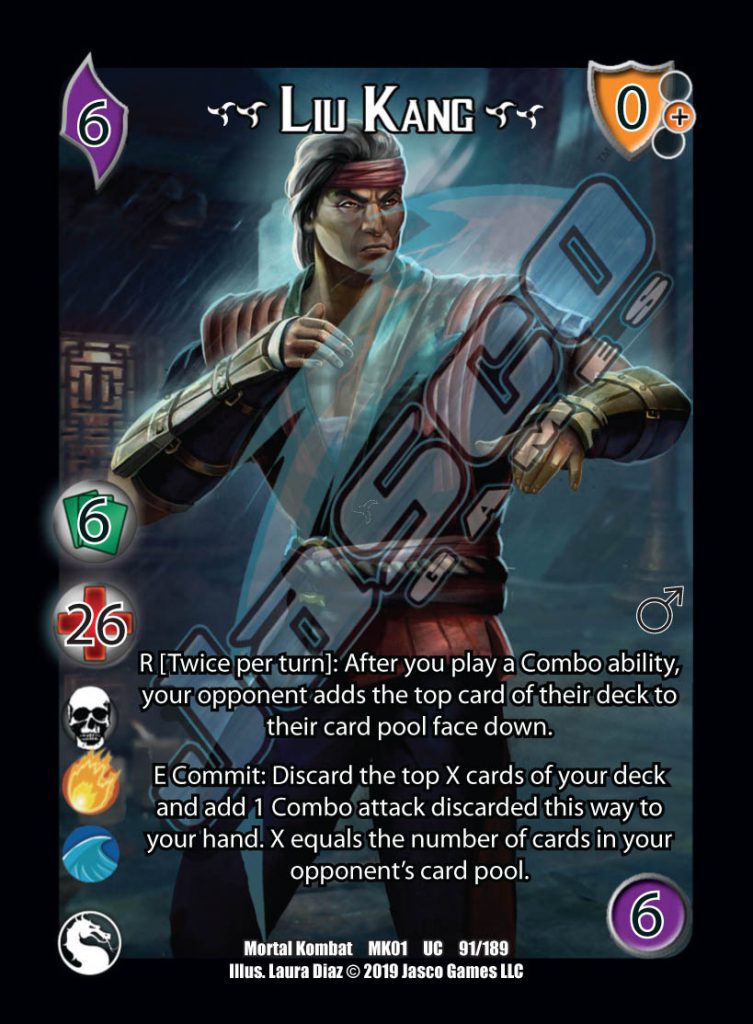 6
LIU KANG
0
+
TM
JASCO
GAMES
6
26
R [Twice per turn]: After you play a Combo ability,
your opponent adds the top card of their deck to
their card pool face down.
E Commit: Discard the top X cards of your deck
and add 1 Combo attack discarded this way to
your hand. X equals the number of cards in your
opponent's card pool.
6
Mortal Kombat MK01 UC 91/189
Illus. Laura Diaz © 2019 Jasco Games LLC